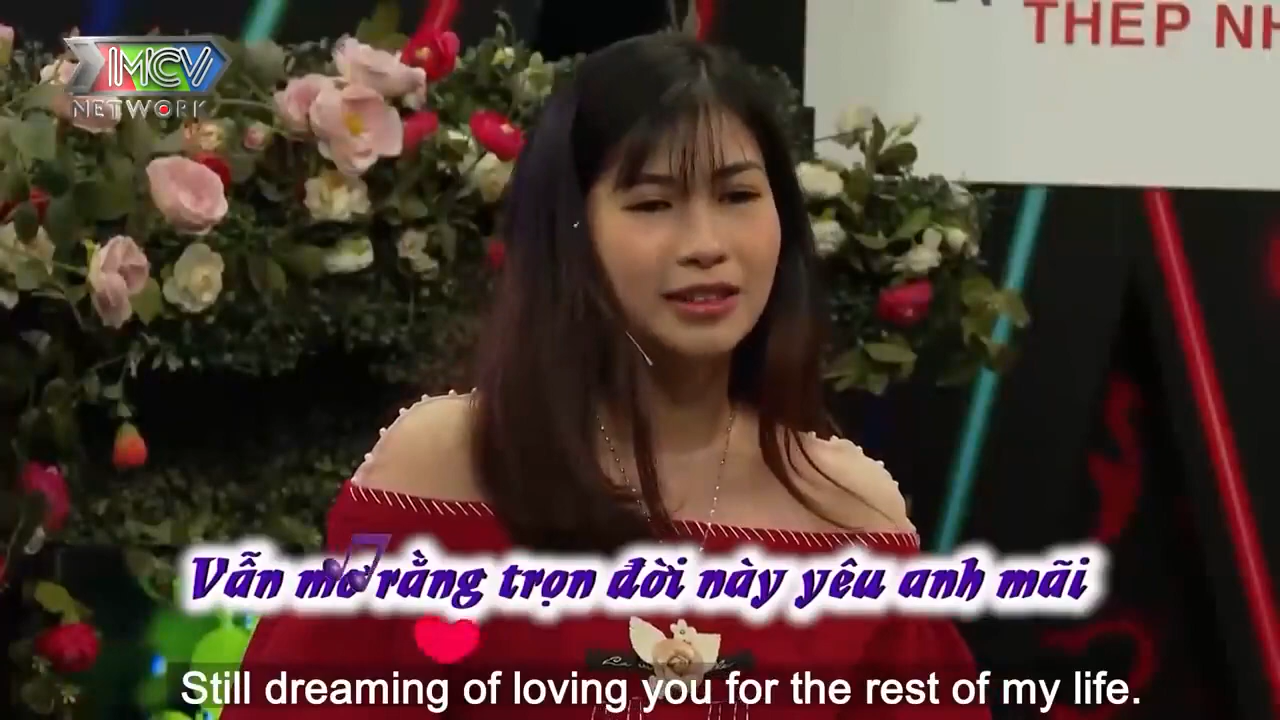 MCV
NETWORK
THEP NH
Vẫn mơ rằng trọn đời này yêu anh mãi
Still dreaming of loving you for the rest of my life.